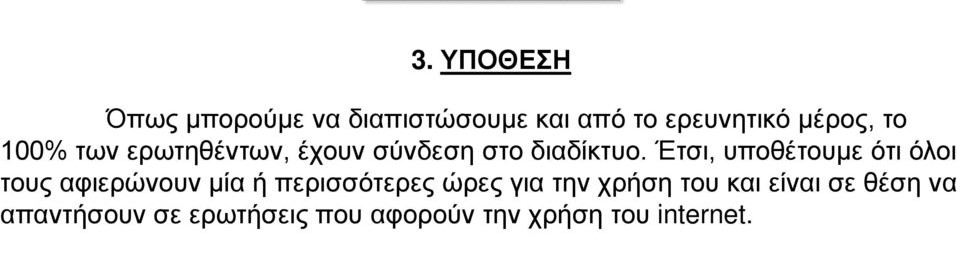 3. ΥΠΟΘΕΣΗ
Όπως μπορούμε να διαπιστώσουμε και από το ερευνητικό μέρος, το
100% των ερωτηθέντων, έχουν σύνδεση στο διαδίκτυο. Έτσι, υποθέτουμε ότι όλοι
τους αφιερώνουν μία ή περισσότερες ώρες για την χρήση του και είναι σε θέση να
απαντήσουν σε ερωτήσεις που αφορούν την χρήση του internet.